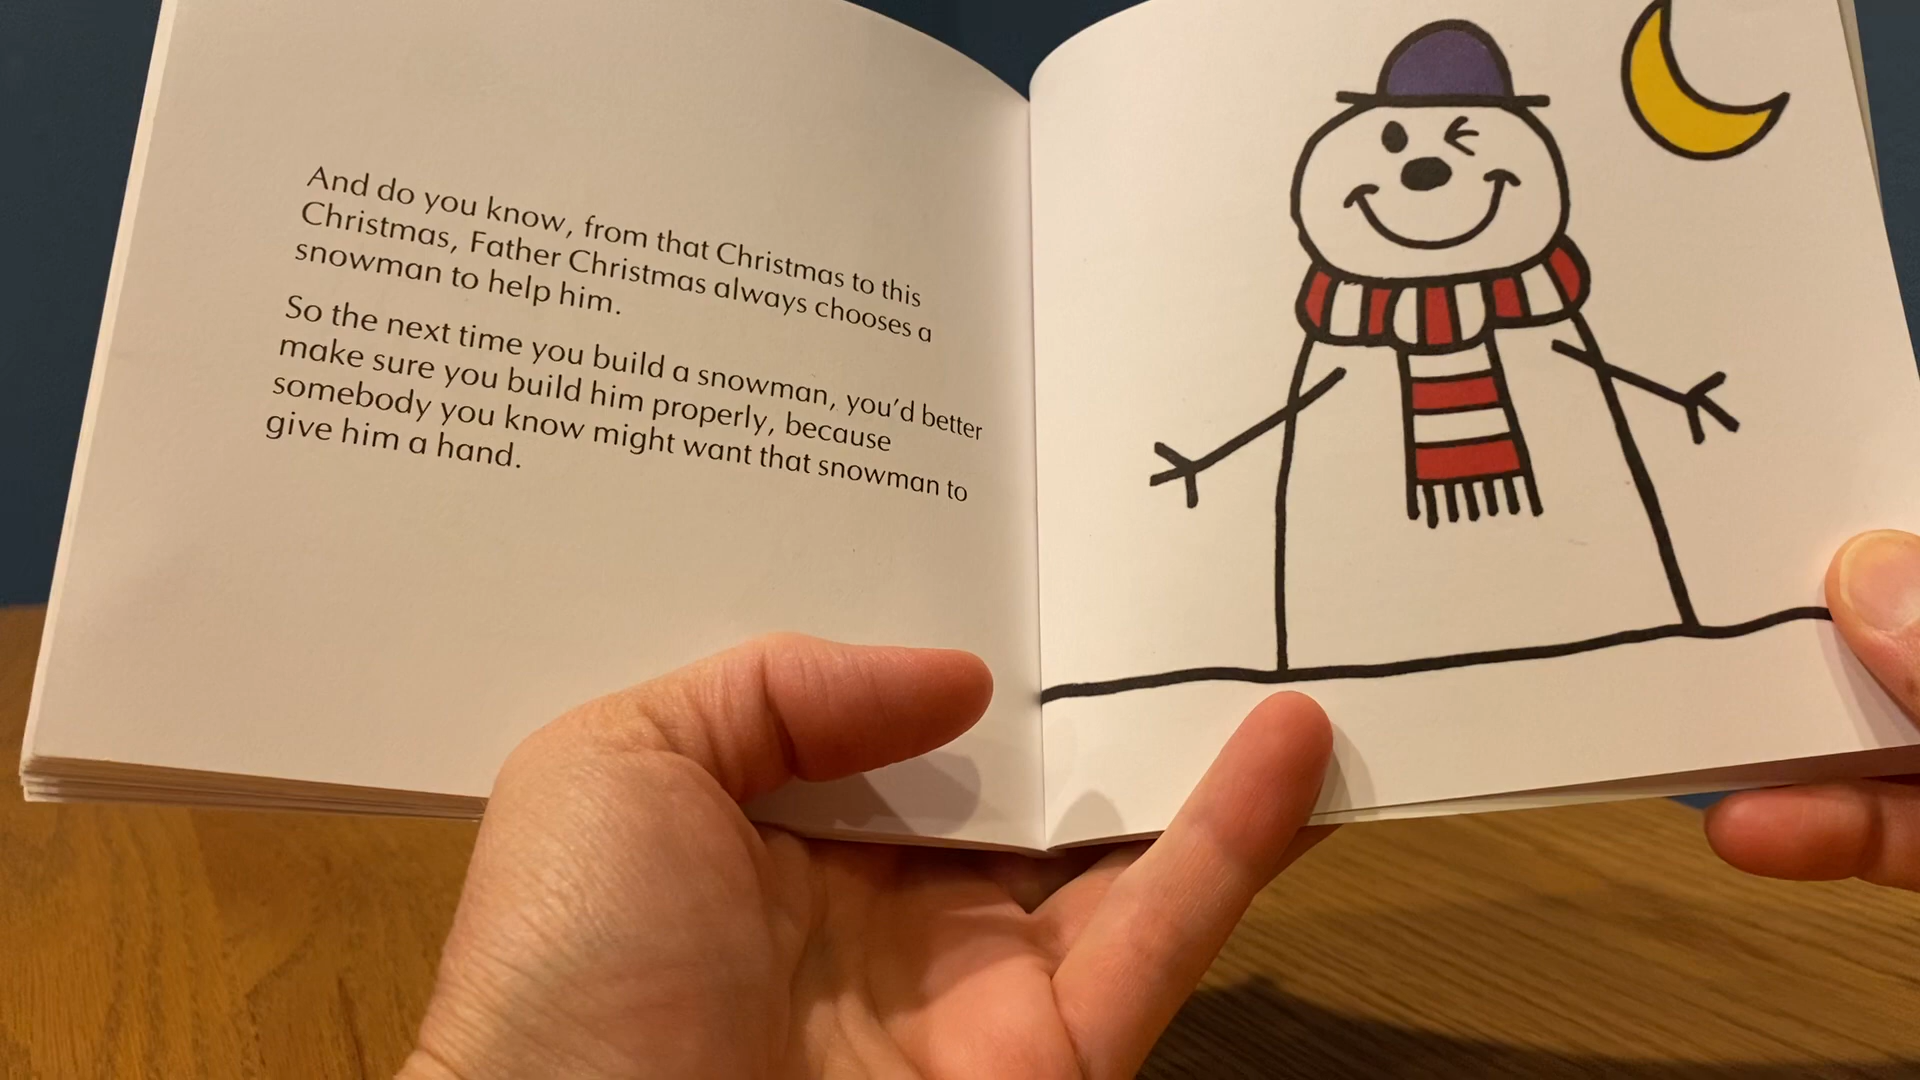 And do you know, from that Christmas to this
Christmas, Father Christmas always chooses a
snowman to help him.
So the next time you build a snowman, you'd better
make sure you build him properly, because
somebody you know might want that snowman to
give him a hand.